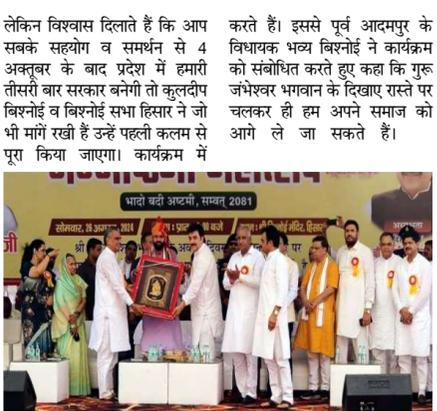 लेकिन विश्वास दिलाते हैं कि आप
सबके सहयोग व समर्थन से 4
अक्तूबर के बाद प्रदेश में हमारी
तीसरी बार सरकार बनेगी तो कुलदीप
बिश्नोई व बिश्नोई सभा हिसार ने जो
भी मांगें रखी हैं उन्हें पहली कलम से
पूरा किया जाएगा। कार्यक्रम में
करते हैं। इससे पूर्व आदमपुर के
विधायक भव्य बिश्नोई ने कार्यक्रम
को संबोधित करते हुए कहा कि गुरू
जंभेश्वर भगवान के दिखाए रास्ते पर
चलकर ही हम अपने समाज को
आगे ले जा सकते हैं।
भादो बदी अष्टमी, सम्वत् 2081
सोमवार, 26